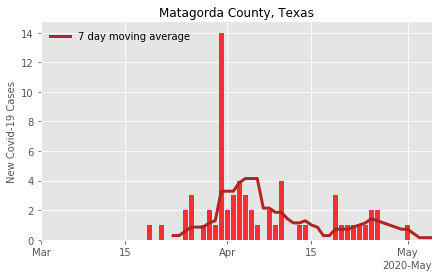 Matagorda County, Texas
7 day moving average
New Covid-19 Cases
14
12
10
8
6
4
2
0
Mar 15 Apr 15 May
2020-May